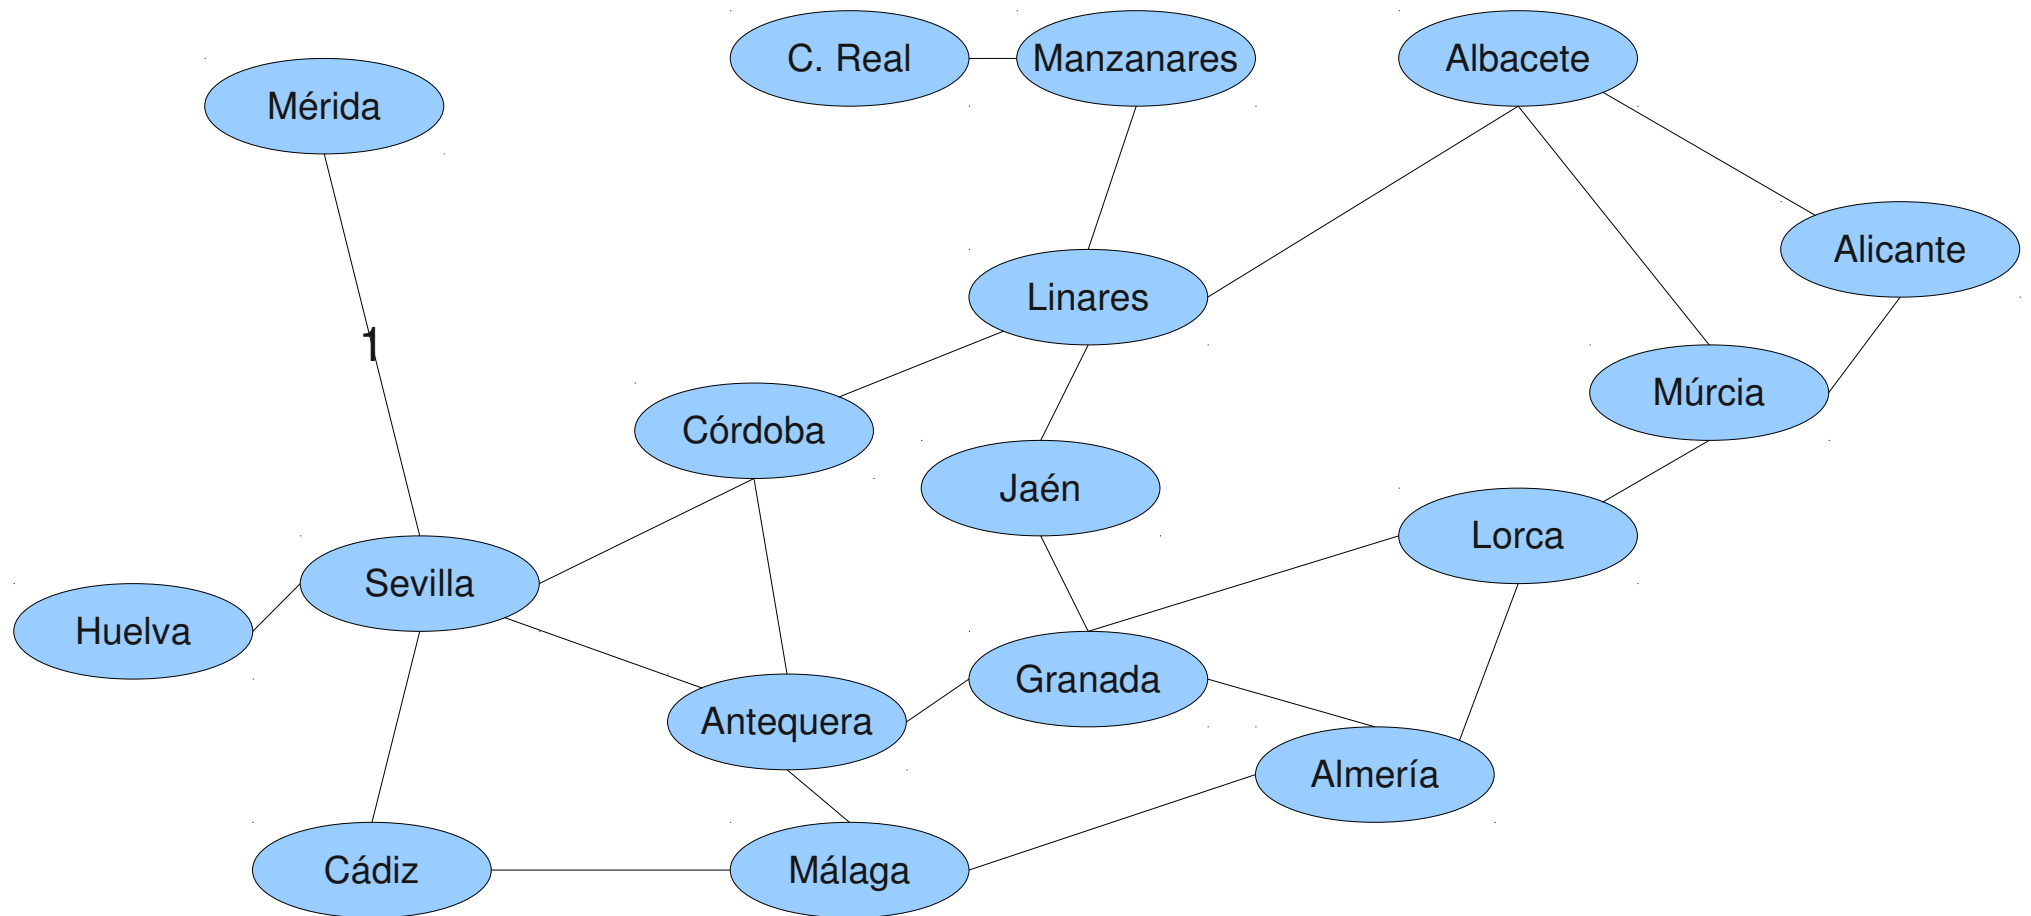 C. Real
Manzanares
Albacete
Mérida
Alicante
Linares
1
Múrcia
Córdoba
Jaén
Lorca
Sevilla
Huelva
Granada
Antequera
Almería
Cádiz
Málaga